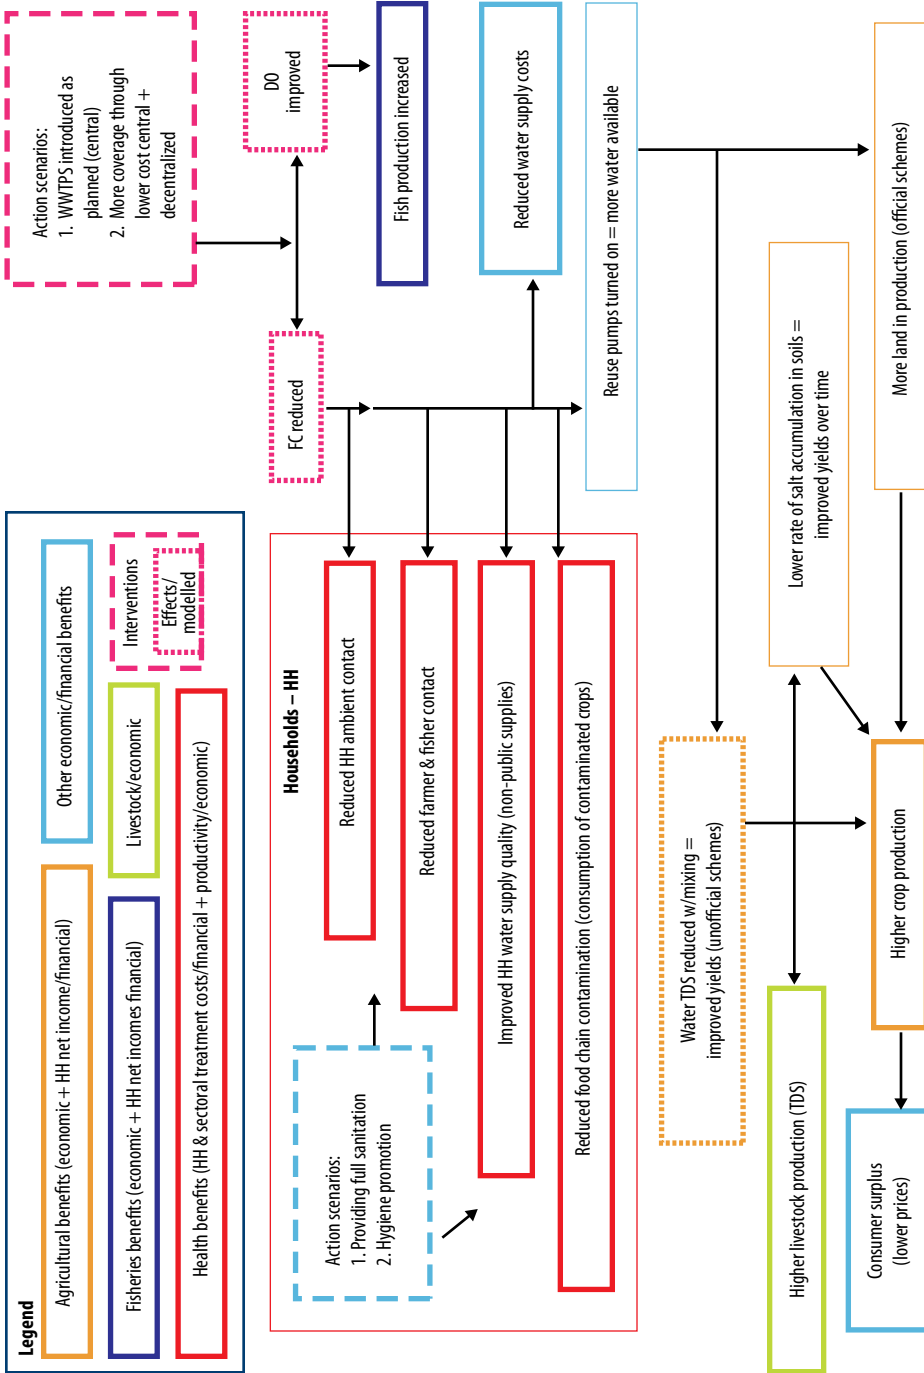 Legend
Agricultural benefits (economic + HH net income/financial)
Other economic/financial benefits
Fisheries benefits (economic + HH net incomes financial)
Livestock/economic
Interventions
Effects/
modelled
Health benefits (HH & sectoral treatment costs/financial + productivity/economic)
Action scenarios:
1. WWTPS introduced as
planned (central)
2. More coverage through
lower cost central +
decentralized
FC reduced
DO
improved
Fish production increased
Households – HH
Reduced HH ambient contact
Action scenarios:
1. Providing full sanitation
2. Hygiene promotion
Reduced farmer & fisher contact
Improved HH water supply quality (non-public supplies)
Reduced food chain contamination (consumption of contaminated crops)
Reduced water supply costs
Reuse pumps turned on = more water available
Water TDS reduced w/mixing =
improved yields (unofficial schemes)
Higher livestock production (TDS)
Lower rate of salt accumulation in soils =
improved yields over time
Consumer surplus
(lower prices)
Higher crop production
More land in production (official schemes)